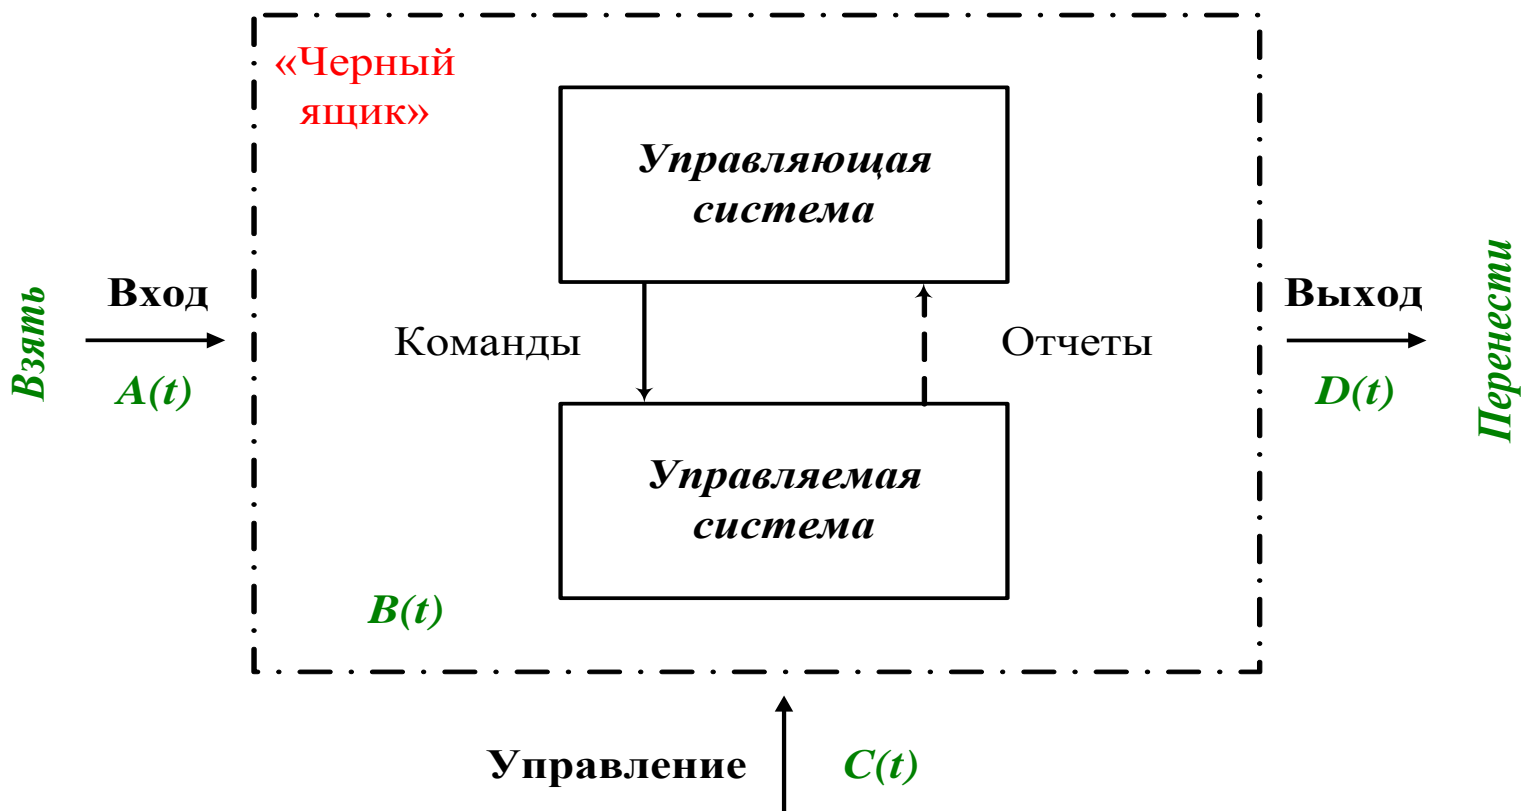 «Черный
ящик»
Управляющая
система
Взять
Вход
A(t)
Команды
Отчеты
Выход
D(t)
Перенести
Управляемая
система
B(t)
Управление
C(t)